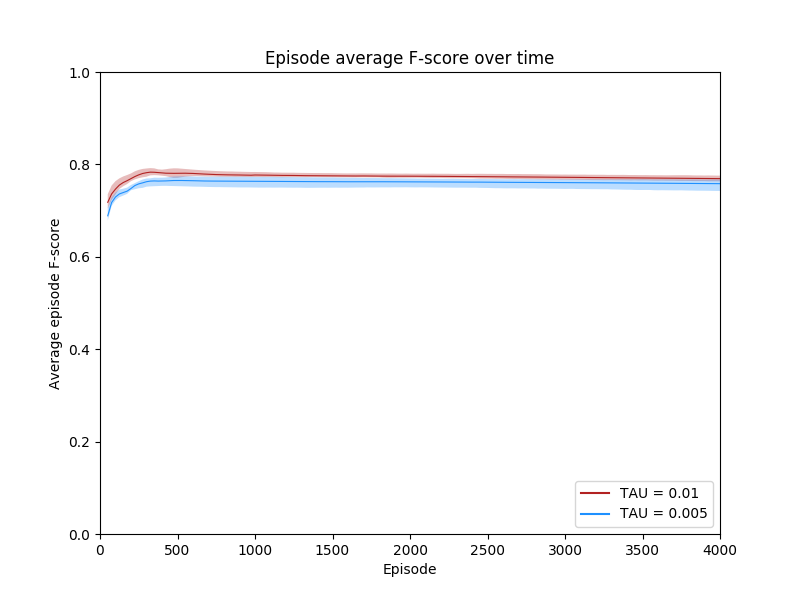 Episode average F-score over time
Average episode F-score
1.0
0.8
0.6
0.4
0.2
0.0
0 500 1000 1500 2000 2500 3000 3500 4000
Episode
TAU = 0.01
TAU = 0.005